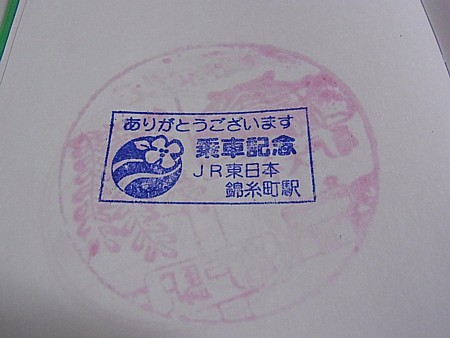 ありがとうございます
乗車記念
JR東日本
錦糸町駅